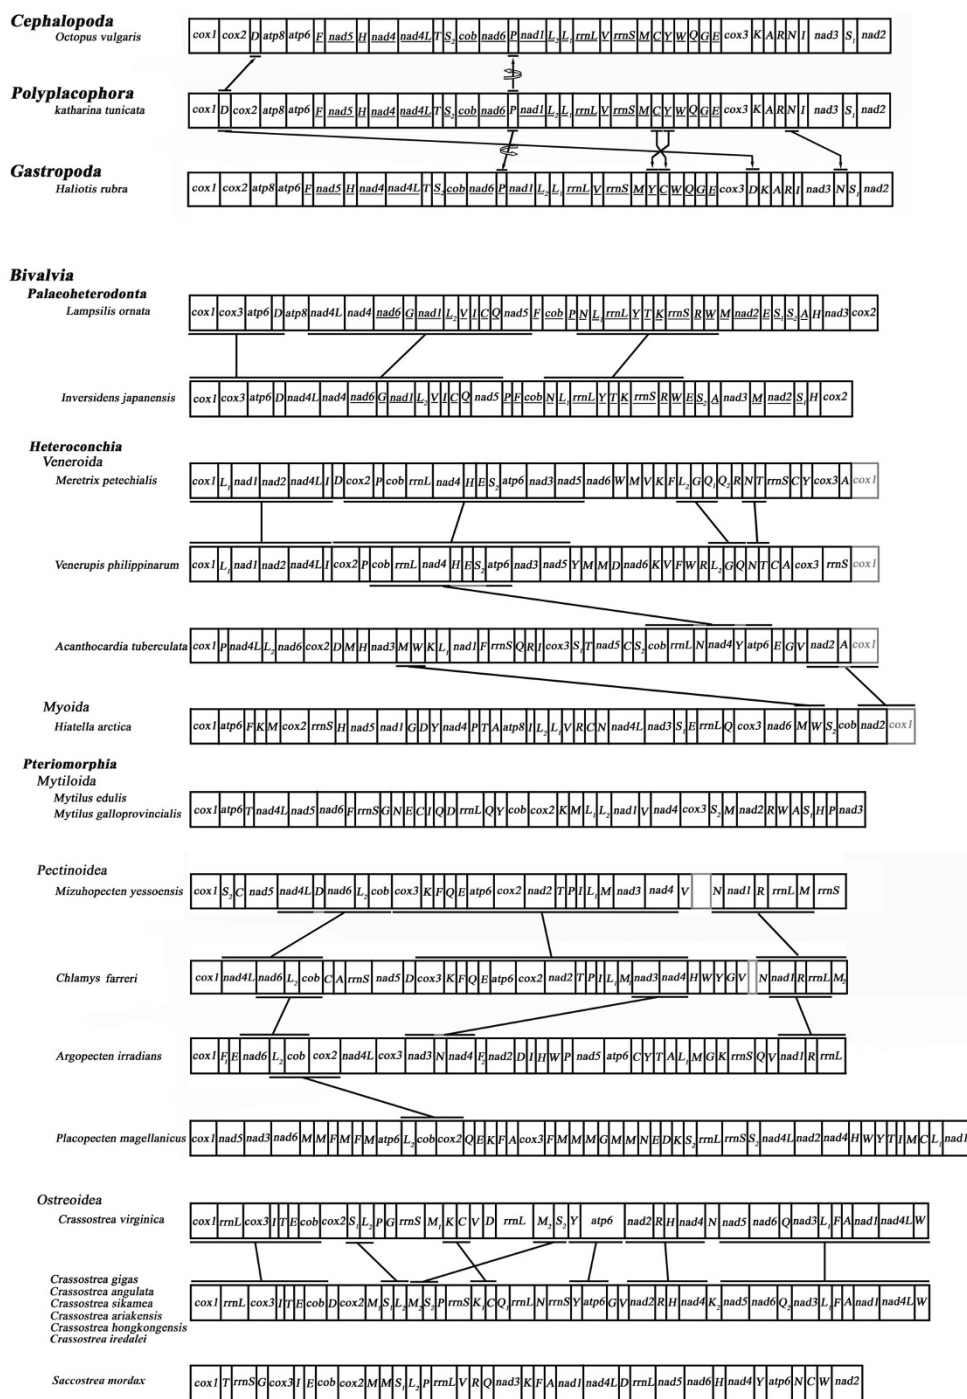 Cephalopoda
Octopus vulgaris
cox1 cox2 D atp8 atp6 F nad5 H nad4 nad4L T S2 cob nad6 P nad1 L2 L1 rrnL V rrnS M C Y W Q G E cox3 K A R N I nad3 S1 nad2
Polyplacophora
katharina tunicata
cox1 D cox2 atp8 atp6 F nad5 H nad4 nad4L T S2 cob nad6 P nad1 L2 L1 rrnL V rrnS M C Y W Q G E cox3 K A R N I nad3 S1 nad2
Gastropoda
Haliotis rubra
cox1 cox2 atp8 atp6 F nad5 H nad4 nad4L T S2 cob nad6 P nad1 L2 L1 rrnL V rrnS M Y C W Q G E cox3 D K A R I nad3 N S1 nad2
Bivalvia
Palaeoheterodonta
Lampsilis ornata
cox1 cox3 atp6 D atp8 nad4L nad4 nad6 G nad1 L2 V I C Q nad5 F cob P N L1 rrnL Y T K rrnS R W M nad2 E S1 S2 A H nad3 cox2
Inversidens japanensis
cox1 cox3 atp6 D nad4L nad4 nad6 G nad1 L2 V I C Q nad5 P F cob N L1 rrnL Y T K rrnS R W E S2 A nad3 M nad2 S1 H cox2
Heteroconchia
Veneroida
Meretrix petechialis
cox1 L1 nad1 nad2 nad4L I D cox2 P cob rrnL nad4 H E S2 atp6 nad3 nad5 nad6 W M V K F L2 G Q1 Q2 R N T rrnS C Y cox3 A cox1
Venerupis philippinarum
cox1 L1 nad1 nad2 nad4L I cox2 P cob rrnL nad4 H E S2 atp6 nad3 nad5 Y M M D nad6 K V F W R L2 G Q N T C A cox3 rrnS cox1
Acanthocardia tuberculata
cox1 P nad4L L2 nad6 cox2 D M H nad3 M W K L1 nad1 F rrnS Q R I cox3 S1 T nad5 C S2 cob rrnL N nad4 Y atp6 E G V nad2 A cox1
Myoida
Hiatella arctica
cox1 atp6 F K M cox2 rrnS H nad5 nad1 G D Y nad4 P T A atp8 I L2 L1 V R C N nad4L nad3 S1 E rrnL Q cox3 nad6 M W S2 cob nad2 cox1
Pteriomorphia
Mytiloida
Mytilus edulis
Mytilus galloprovincialis
cox1 atp6 T nad4L nad5 nad6 F rrnS G N E C I Q D rrnL Q Y cob cox2 K M L1 L2 nad1 V nad4 cox3 S2 M nad2 R W A S1 H P nad3
Pectinoidea
Mizuhopecten yessoensis
cox1 S2 C nad5 nad4L D nad6 L2 cob cox3 K F Q E atp6 cox2 nad2 T P I L1 M nad3 nad4 V N nad1 R rrnL M rrnS
Chlamys farreri
cox1 nad4L nad6 L2 cob C A rrnS nad5 D cox3 K F Q E atp6 cox2 nad2 T P I L1 M1 nad3 nad4 H W Y G V N nad1 R rrnL M2
Argopecten irradians
cox1 F1 E nad6 L2 cob cox2 nad4L cox3 nad3 N nad4 F2 nad2 D I H W P nad5 atp6 C Y T A L1 M G K rrnS Q V nad1 R rrnL
Placopecten magellanicus
cox1 nad5 nad3 nad6 M M F M F M atp6 L2 cob cox2 Q E K F A cox3 F M M M G M M N E D K S2 rrnL rrnS S2 nad4L nad2 nad4 H W Y T I M C L1 nad1
Ostreoidea
Crassostrea virginica
cox1 rrnL cox3 I T E cob cox2 S1 L2 P G rrnS M1 K C V D rrnL M2 S2 Y atp6 nad2 R H nad4 N nad5 nad6 Q nad3 L1 F A nad1 nad4L W
Crassostrea gigas
Crassostrea angulata
Crassostrea sikamea
Crassostrea ariakensis
Crassostrea hongkongensis
Crassostrea iredalei
cox1 rrnL cox3 I T E cob D cox2 M1 S1 L2 M2 S2 P rrnS K1 C Q1 rrnL N rrnS Y atp6 G V nad2 R H nad4 K2 nad5 nad6 Q2 nad3 L1 F A nad1 nad4L W
Saccostrea mordax
cox1 T rrnS G cox3 I E cob cox2 M M S1 L2 P rrnL V R Q nad3 K F A nad1 nad4L D rrnL nad5 nad6 H nad4 Y atp6 N C W nad2